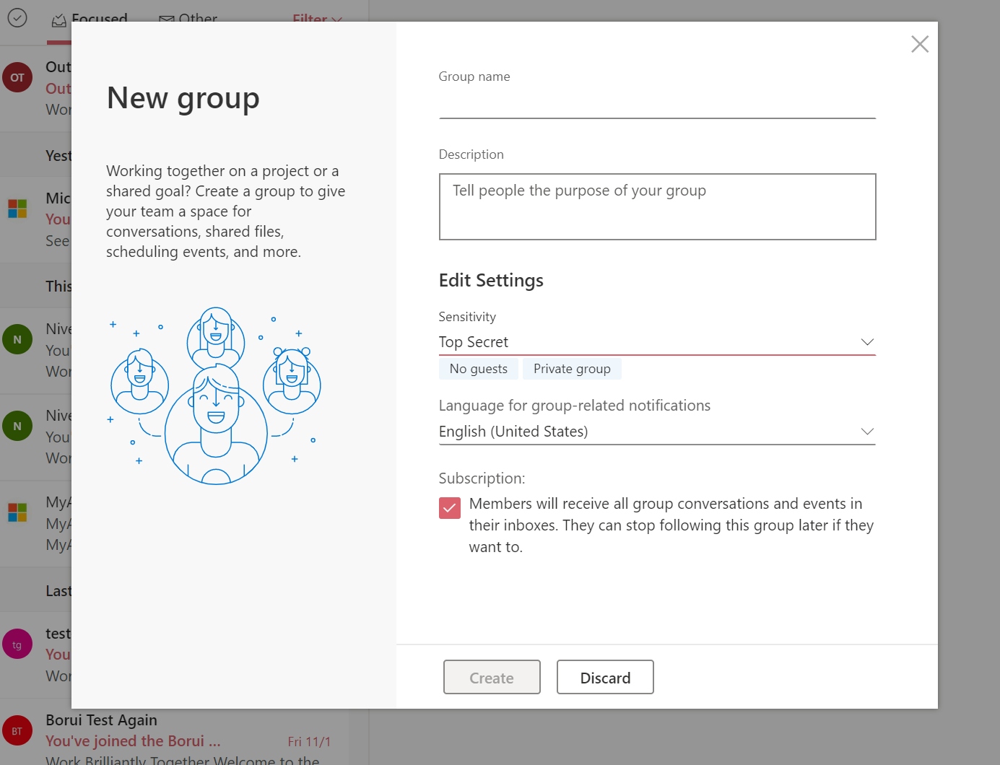 Focused
Other
Filter
OT
Out
Out
Wor
Yest
Mic
You
See
This
N
Nive
You'
Wor
N
Nive
You'
Wor
MyA
MyA
MyA
Last
tg
test
You
Wor
BT
Borui Test Again
You've joined the Borui ...
Fri 11/1
Work Brilliantly Together Welcome to the
New group
Working together on a project or a
shared goal? Create a group to give
your team a space for
conversations, shared files,
scheduling events, and more.
Group name
Description
Tell people the purpose of your group
Edit Settings
Sensitivity
Top Secret
No guests
Private group
Language for group-related notifications
English (United States)
Subscription:
Members will receive all group conversations and events in
their inboxes. They can stop following this group later if they
want to.
Create
Discard